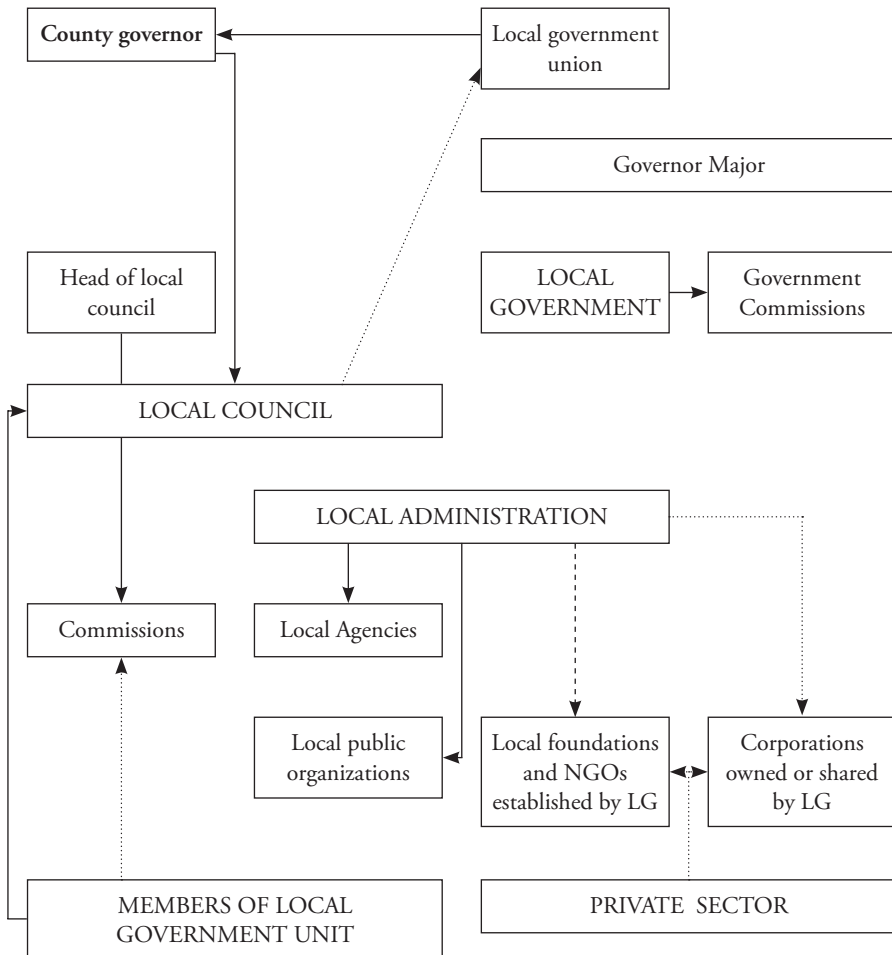 County governor
Local government
union
Governor Major
Head of local
council
LOCAL
GOVERNMENT
Government
Commissions
LOCAL COUNCIL
LOCAL ADMINISTRATION
Commissions
Local Agencies
Local public
organizations
Local foundations
and NGOs
established by LG
Corporations
owned or shared
by LG
MEMBERS OF LOCAL
GOVERNMENT UNIT
PRIVATE SECTOR